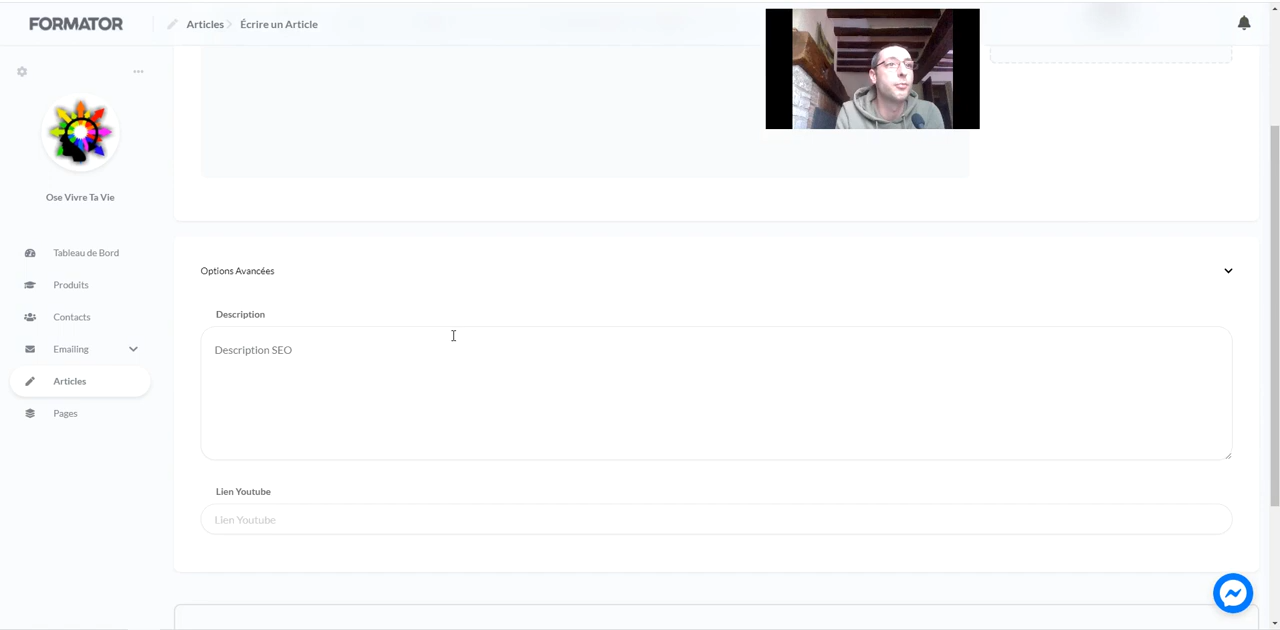 FORMATOR
Articles
Écrire un Article
Ose Vivre Ta Vie
Tableau de Bord
Produits
Contacts
Emailing
Articles
Pages
Options Avancées
Description
Description SEO
Lien Youtube
Lien Youtube